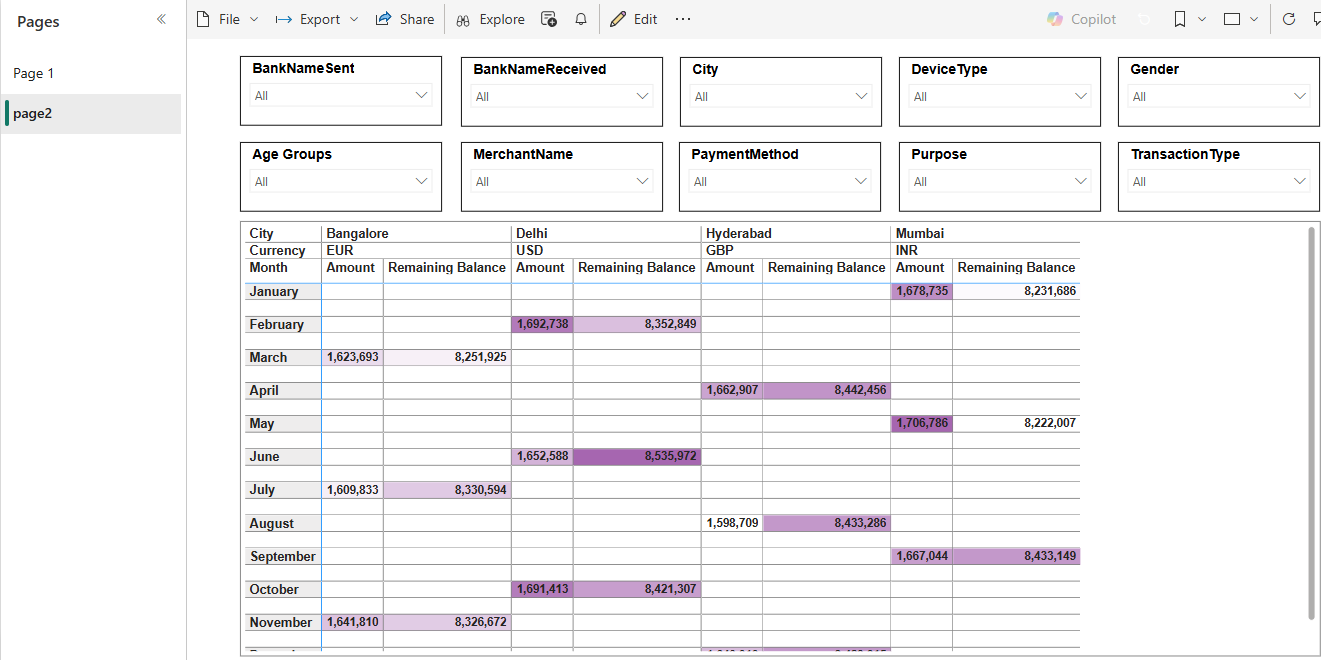 Pages
File Export Share Explore Edit ... Copilot
Page 1
page2
BankNameSent BankNameReceived City DeviceType Gender
All All All All All
Age Groups MerchantName PaymentMethod Purpose TransactionType
All All All All All
City Bangalore Delhi Hyderabad Mumbai
Currency EUR USD GBP INR
Month Amount Remaining Balance Amount Remaining Balance Amount Remaining Balance Amount Remaining Balance
January 1,678,735 8,231,686
February 1,692,738 8,352,849
March 1,623,693 8,251,925
April 1,662,907 8,442,456
May 1,706,786 8,222,007
June 1,652,588 8,535,972
July 1,609,833 8,330,594
August 1,598,709 8,433,286
September 1,667,044 8,433,149
October 1,691,413 8,421,307
November 1,641,810 8,326,672